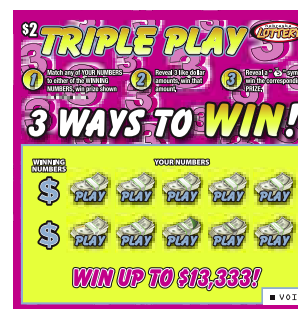 $2 TRIPLE PLAY
LOTTERY
1 Match any of YOUR NUMBERS
to either of the WINNING
NUMBERS, win prize shown
2 Reveal 3 like dollar
amounts, win that
amount.
3 Reveal a "$" sym
win the correspondi
PRIZE.
3 WAYS TO WIN!
WINNING
NUMBERS
YOUR NUMBERS
$ PLAY PLAY PLAY PLAY PLAY
$ PLAY PLAY PLAY PLAY PLAY
WIN UP TO $13,333!
VOI